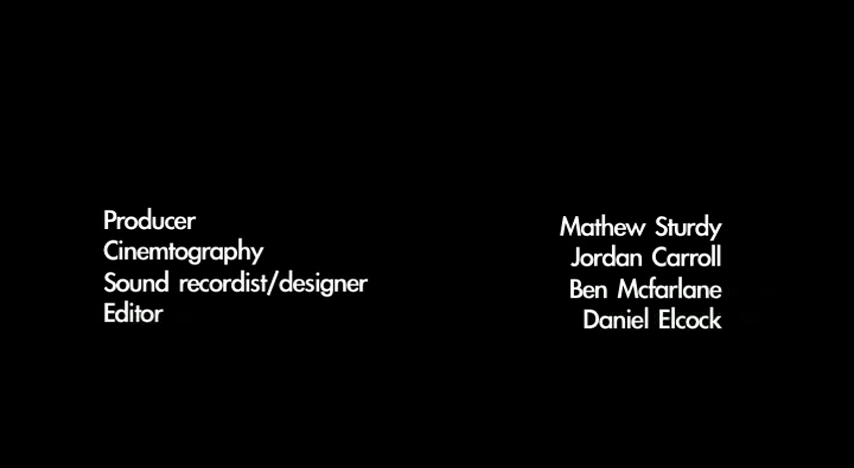 Producer Mathew Sturdy
Cinemtography Jordan Carroll
Sound recordist/designer Ben Mcfarlane
Editor Daniel Elcock